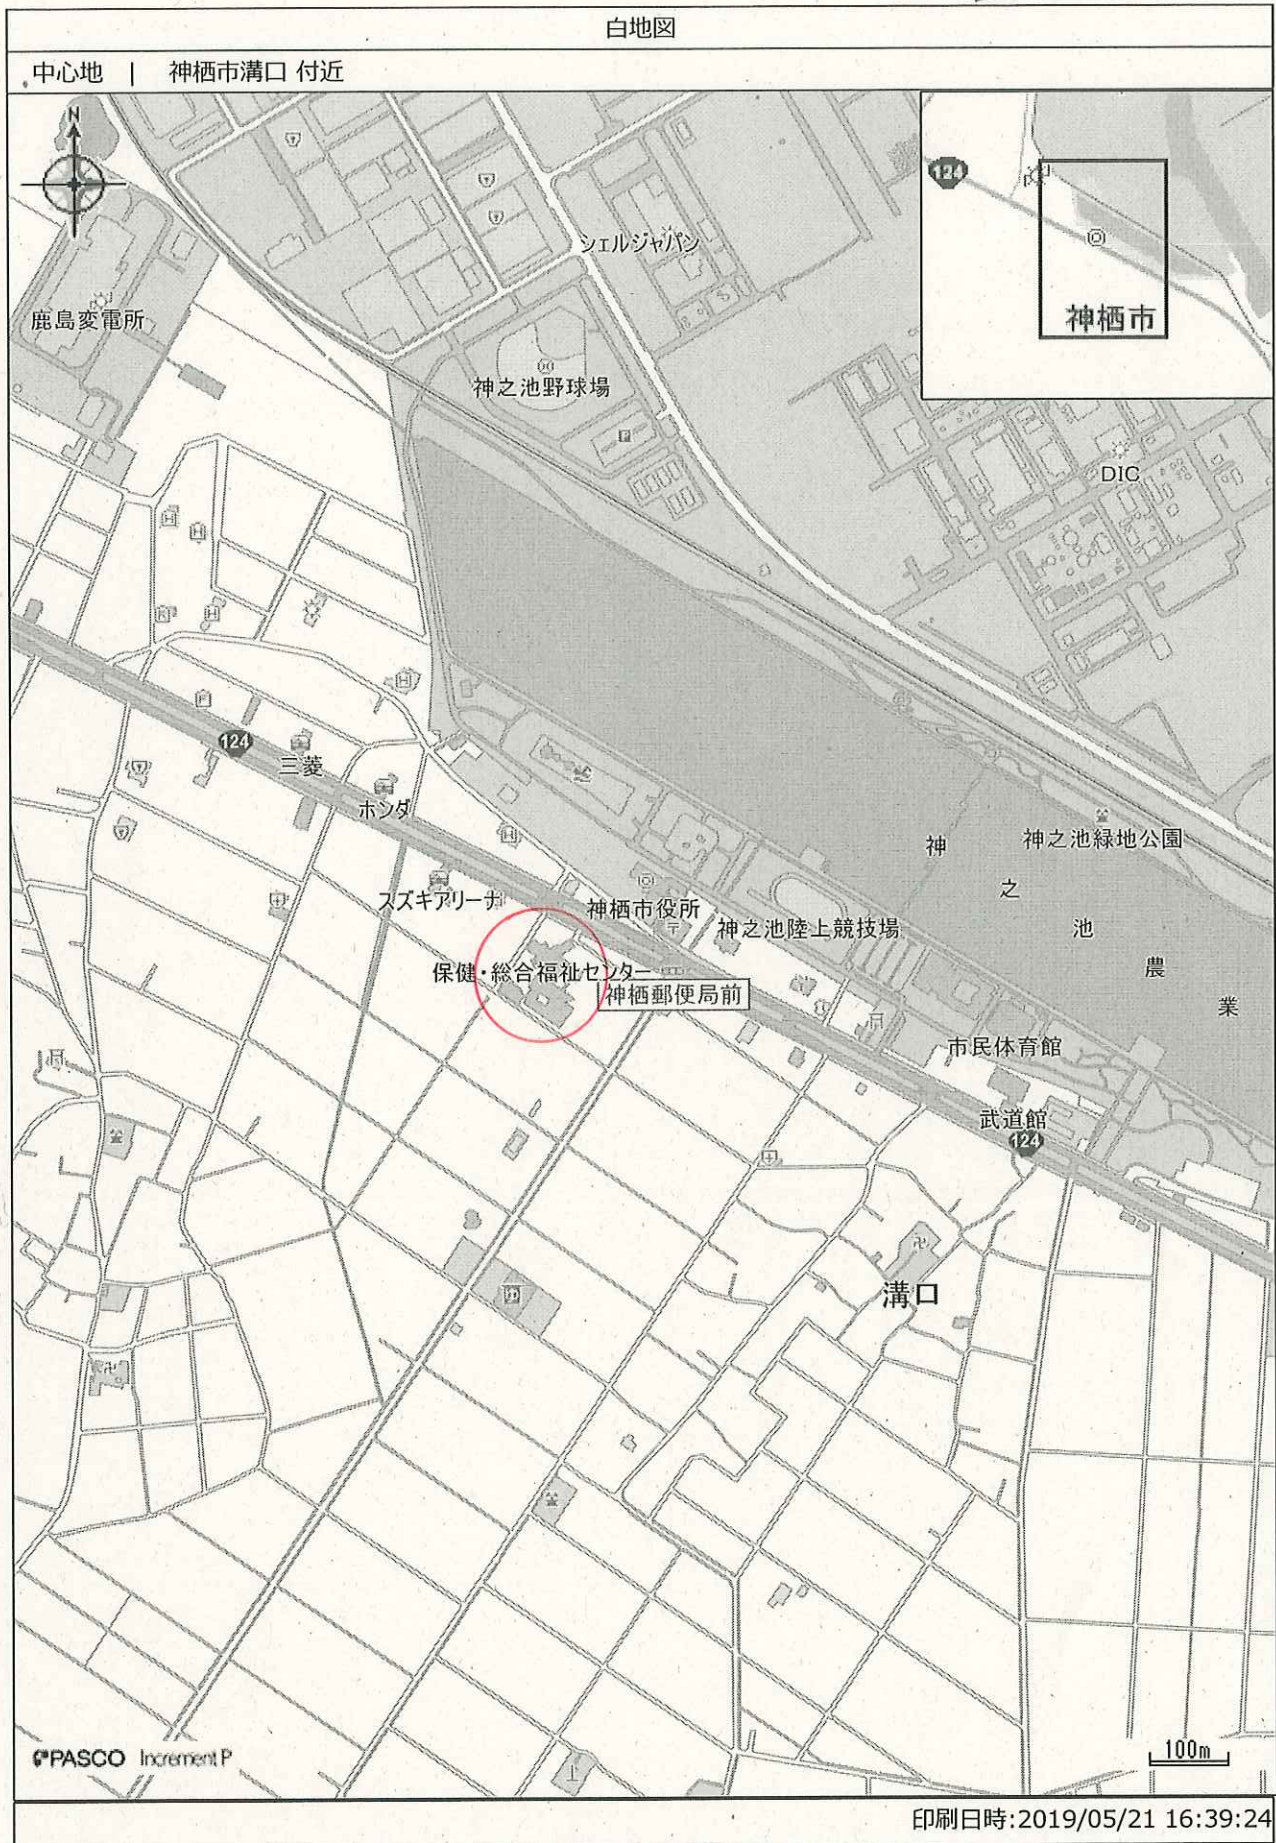 白地図
中心地 | 神栖市溝口 付近
N
124
神栖市
シェルジャパン
鹿島変電所
神之池野球場
P
DIC
124
三菱
ホンダ
神之池緑地公園
神之池農業
スズキアリーナ
神栖市役所
神之池陸上競技場
保健・総合福祉センター
神栖郵便局前
市民体育館
武道館
124
溝口
PASCO Increment P
100m
印刷日時:2019/05/21 16:39:24